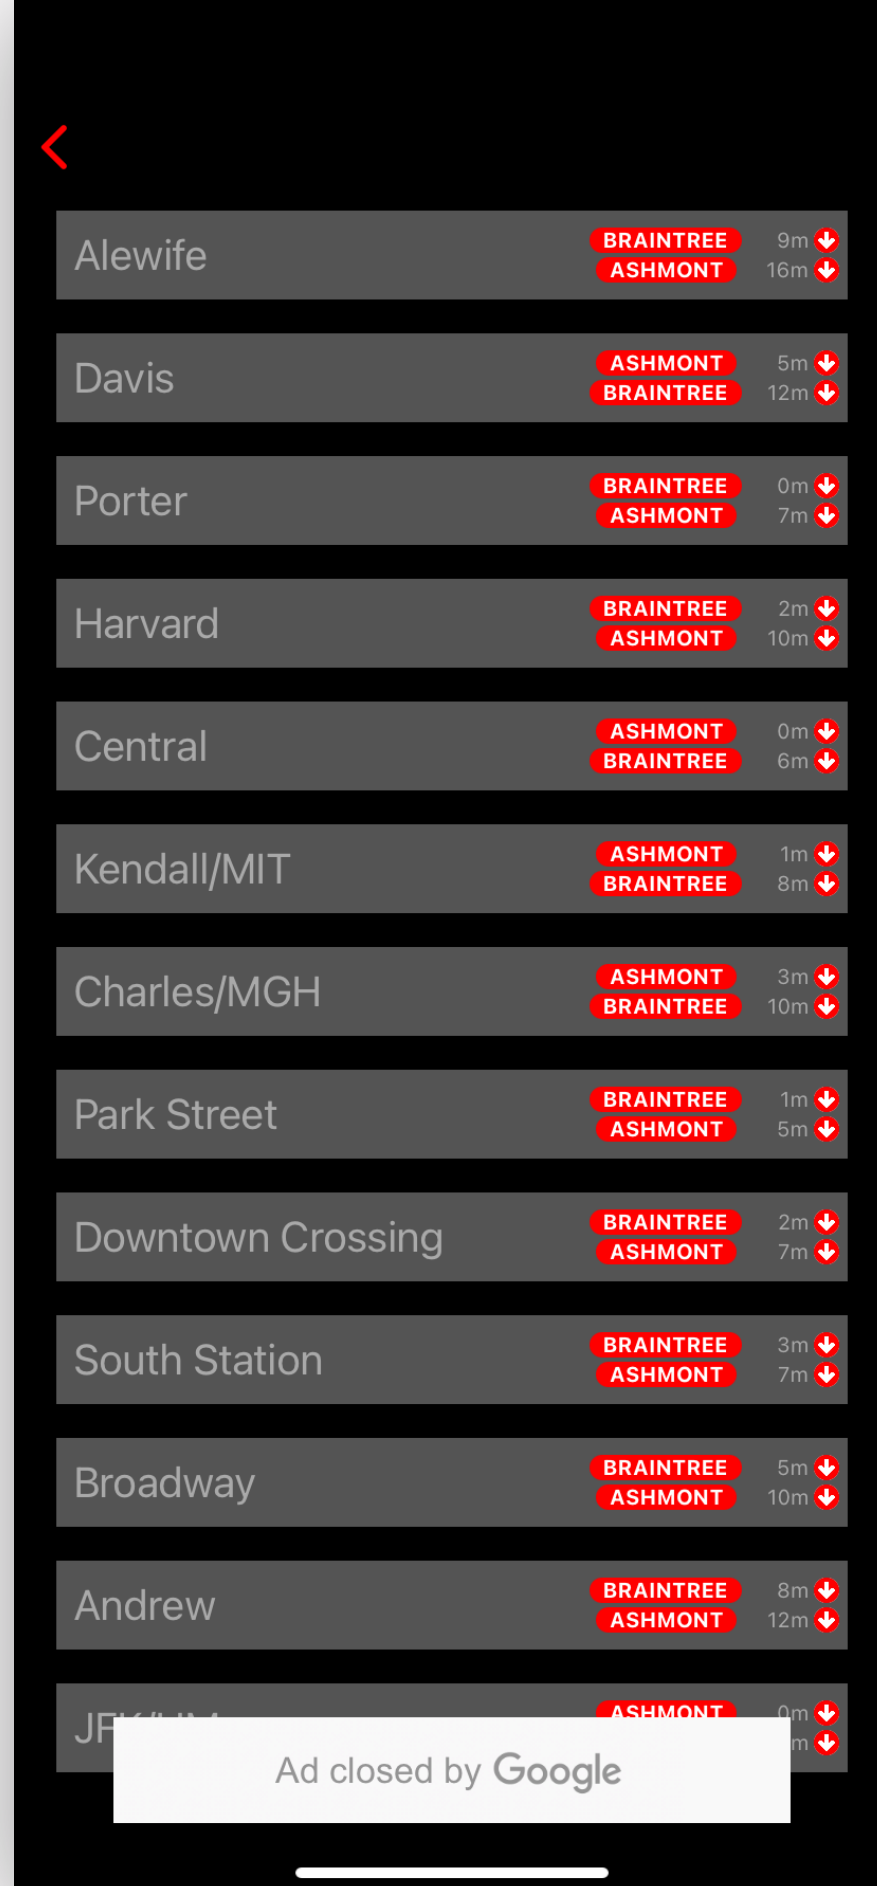 Alewife
BRAINTREE 9m
ASHMONT 16m
Davis
ASHMONT 5m
BRAINTREE 12m
Porter
BRAINTREE 0m
ASHMONT 7m
Harvard
BRAINTREE 2m
ASHMONT 10m
Central
ASHMONT 0m
BRAINTREE 6m
Kendall/MIT
ASHMONT 1m
BRAINTREE 8m
Charles/MGH
ASHMONT 3m
BRAINTREE 10m
Park Street
BRAINTREE 1m
ASHMONT 5m
Downtown Crossing
BRAINTREE 2m
ASHMONT 7m
South Station
BRAINTREE 3m
ASHMONT 7m
Broadway
BRAINTREE 5m
ASHMONT 10m
Andrew
BRAINTREE 8m
ASHMONT 12m
ASHMONT 0m
Ad closed by Google